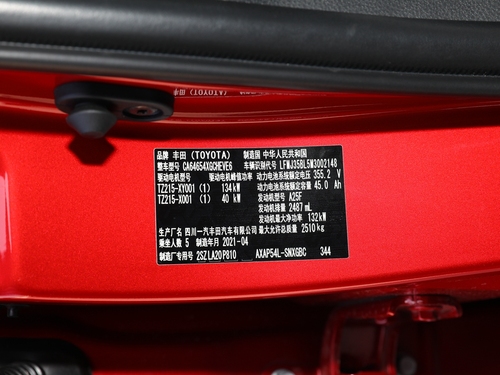 品牌 丰田 (TOYOTA) 制造国 中华人民共和国
整车型号 CA64654XGCHEVE6 车辆识别代号 LFMJ35BL5M3002148
驱动电机型号 驱动电机峰值功率 动力电池系统额定电压 355.2 V
TZ215-XY001 (1) 134 kW 动力电池系统额定容量 45.0 Ah
TZ215-XO01 (1) 40 kW 发动机型号 A25F
发动机排量 2487 mL
发动机最大净功率 132kW
生产厂名 四川一汽丰田汽车有限公司 最大允许总质量 2510kg
乘坐人数 5 制造年月 2021-04
制造厂专用号 2SZLA20P810 AXAP54L-SNXGBC 344